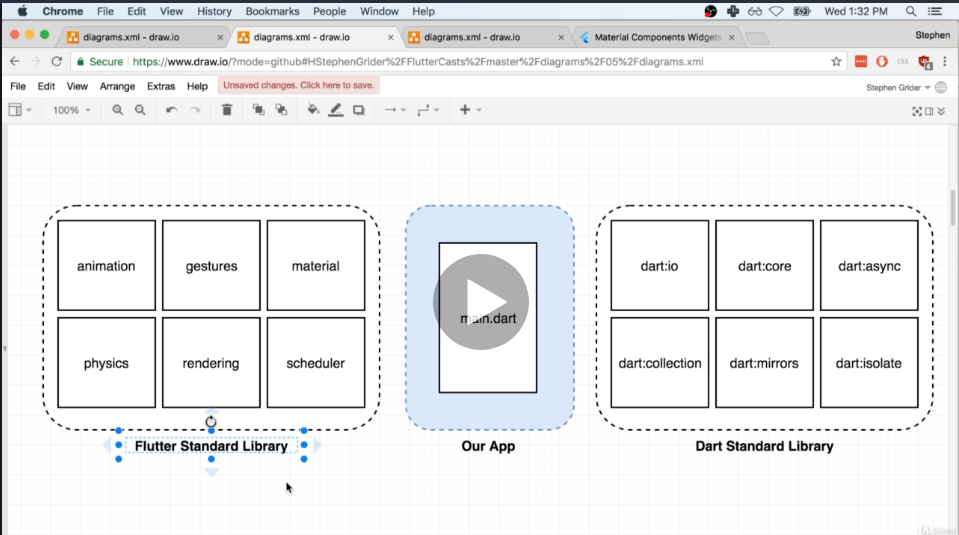 Chrome File Edit View History Bookmarks People Window Help Wed 1:32 PM
diagrams.xml - draw.io diagrams.xml - draw.io diagrams.xml - draw.io Material Components Widgets Stephen
Secure https://www.draw.io/?mode=github#HStephenGrider%2FFlutterCasts%2Fmaster%2Fdiagrams%2F05%2Fdiagrams.xml
File Edit View Arrange Extras Help Unsaved changes. Click here to save. Stephen Grider
100%
animation gestures material dart:io dart:core dart:async
main.dart
physics rendering scheduler dart:collection dart:mirrors dart:isolate
Flutter Standard Library Our App Dart Standard Library